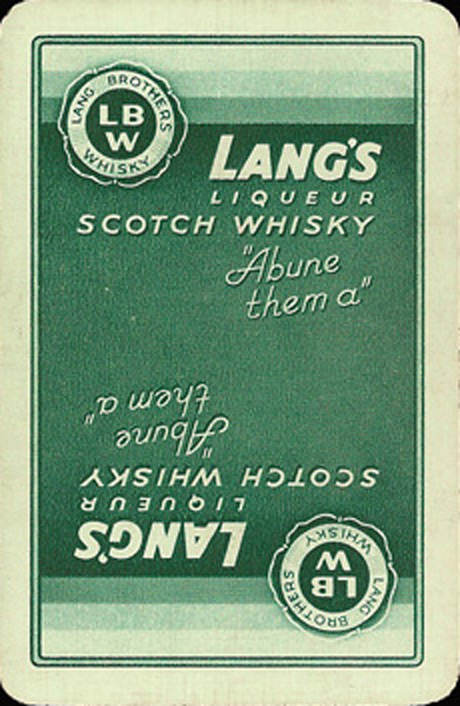 LANG BROTHERS
LB
W
WHISKY
LANG'S
LIQUEUR
SCOTCH WHISKY
"Abune
them a"
"Abune
them a"
SCOTCH WHISKY
LIQUEUR
LANG'S
LANG BROTHERS
LB
W
WHISKY